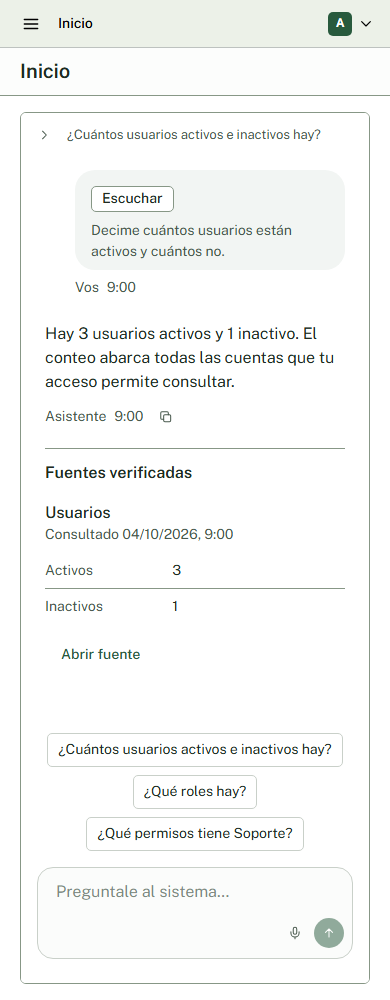 Inicio
A
Inicio
¿Cuántos usuarios activos e inactivos hay?
Escuchar
Decime cuántos usuarios están
activos y cuántos no.
Vos 9:00
Hay 3 usuarios activos y 1 inactivo. El
conteo abarca todas las cuentas que tu
acceso permite consultar.
Asistente 9:00
Fuentes verificadas
Usuarios
Consultado 04/10/2026, 9:00
Activos 3
Inactivos 1
Abrir fuente
¿Cuántos usuarios activos e inactivos hay?
¿Qué roles hay?
¿Qué permisos tiene Soporte?
Preguntale al sistema...